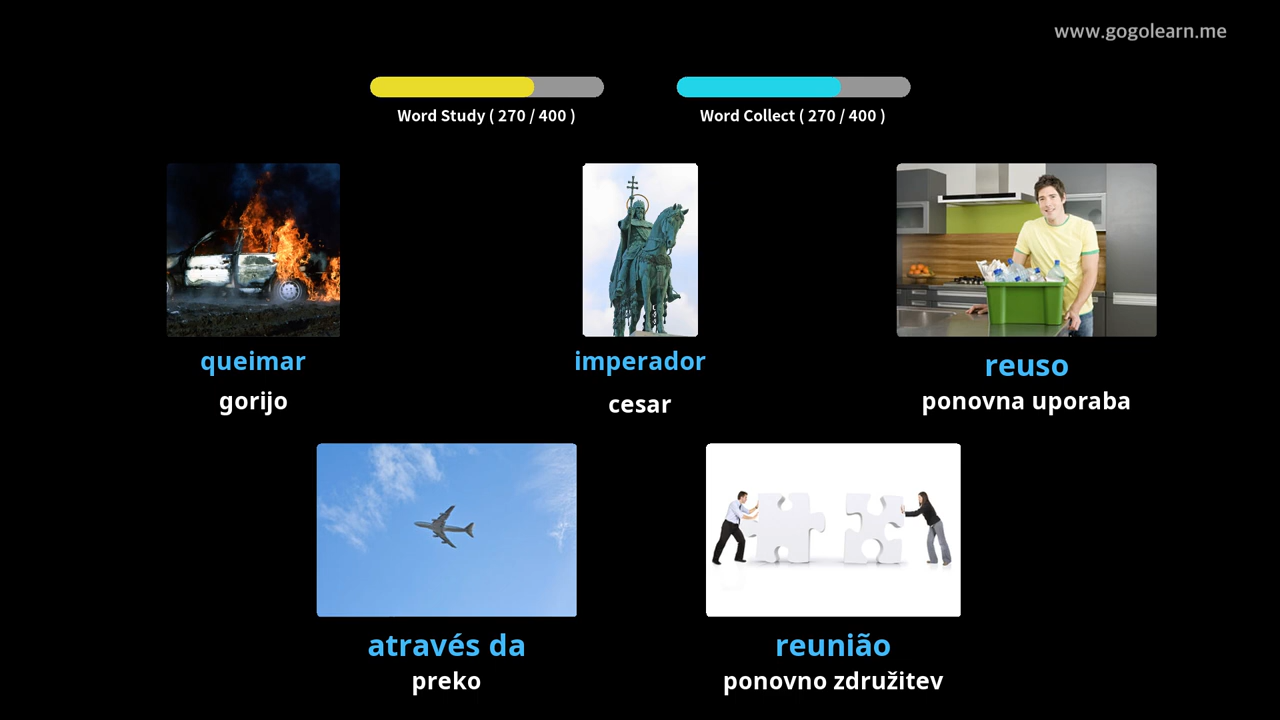 www.gogolearn.me
Word Study ( 270 / 400 )
Word Collect ( 270 / 400 )
queimar
gorijo
imperador
cesar
reuso
ponovna uporaba
através da
preko
reunião
ponovno združitev